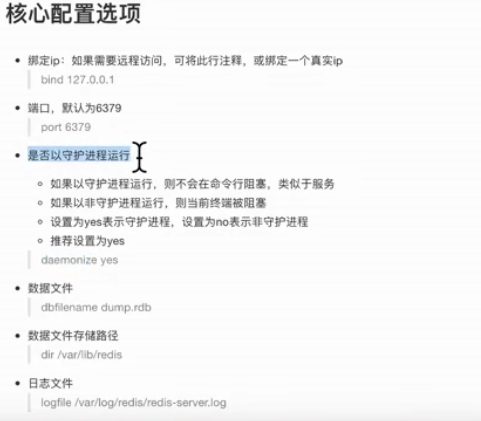 核心配置选项
绑定ip：如果需要远程访问，可将此行注释，或绑定一个真实ip
bind 127.0.0.1
端口，默认为6379
port 6379
是否以守护进程运行
如果以守护进程运行，则不会在命令行阻塞，类似于服务
如果以非守护进程运行，则当前终端被阻塞
设置为yes表示守护进程，设置为no表示非守护进程
推荐设置为yes
daemonize yes
数据文件
dbfilename dump.rdb
数据文件存储路径
dir /var/lib/redis
日志文件
logfile /var/log/redis/redis-server.log